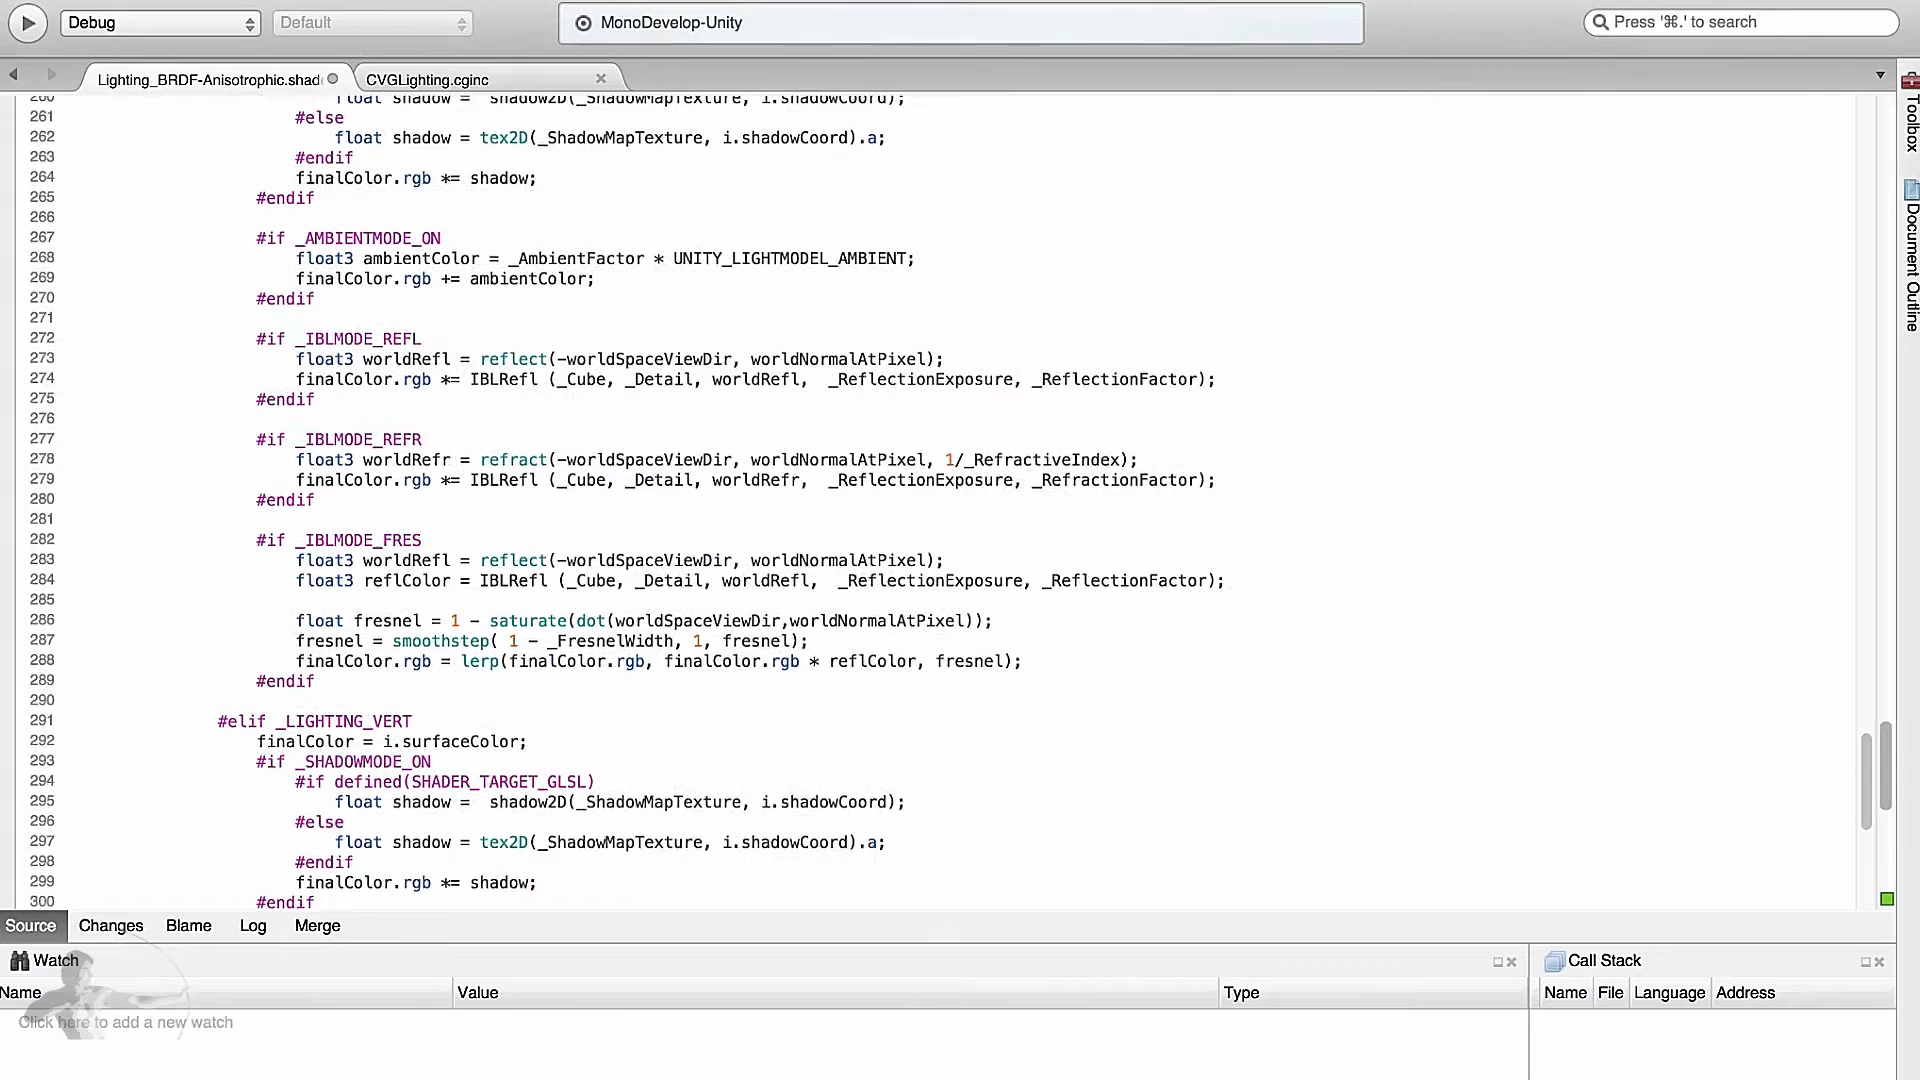 Debug
Default
MonoDevelop-Unity
Press '⌘.' to search
Lighting_BRDF-Anisotrophic.shad
CVGLighting.cginc
Toolbox
Document Outline
260 float shadow =  shadow2D(_ShadowMapTexture, i.shadowCoord);
261 #else
262 float shadow = tex2D(_ShadowMapTexture, i.shadowCoord).a;
263 #endif
264 finalColor.rgb *= shadow;
265 #endif
266
267 #if _AMBIENTMODE_ON
268 float3 ambientColor = _AmbientFactor * UNITY_LIGHTMODEL_AMBIENT;
269 finalColor.rgb += ambientColor;
270 #endif
271
272 #if _IBLMODE_REFL
273 float3 worldRefl = reflect(-worldSpaceViewDir, worldNormalAtPixel);
274 finalColor.rgb *= IBLRefl (_Cube, _Detail, worldRefl,  _ReflectionExposure, _ReflectionFactor);
275 #endif
276
277 #if _IBLMODE_REFR
278 float3 worldRefr = refract(-worldSpaceViewDir, worldNormalAtPixel, 1/_RefractiveIndex);
279 finalColor.rgb *= IBLRefl (_Cube, _Detail, worldRefr,  _ReflectionExposure, _RefractionFactor);
280 #endif
281
282 #if _IBLMODE_FRES
283 float3 worldRefl = reflect(-worldSpaceViewDir, worldNormalAtPixel);
284 float3 reflColor = IBLRefl (_Cube, _Detail, worldRefl,  _ReflectionExposure, _ReflectionFactor);
285
286 float fresnel = 1 - saturate(dot(worldSpaceViewDir,worldNormalAtPixel));
287 fresnel = smoothstep( 1 - _FresnelWidth, 1, fresnel);
288 finalColor.rgb = lerp(finalColor.rgb, finalColor.rgb * reflColor, fresnel);
289 #endif
290
291 #elif _LIGHTING_VERT
292 finalColor = i.surfaceColor;
293 #if _SHADOWMODE_ON
294 #if defined(SHADER_TARGET_GLSL)
295 float shadow =  shadow2D(_ShadowMapTexture, i.shadowCoord);
296 #else
297 float shadow = tex2D(_ShadowMapTexture, i.shadowCoord).a;
298 #endif
299 finalColor.rgb *= shadow;
300 #endif
Source Changes Blame Log Merge
Watch
Call Stack
Name Value Type
Name File Language Address
Click here to add a new watch